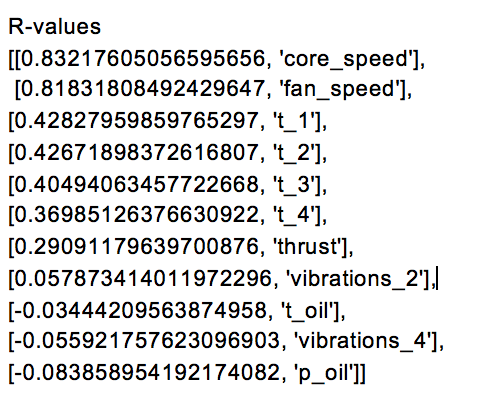 R-values
[[0.83217605056595656, 'core_speed'],
[0.81831808492429647, 'fan_speed'],
[0.42827959859765297, 't_1'],
[0.42671898372616807, 't_2'],
[0.40494063457722668, 't_3'],
[0.36985126376630922, 't_4'],
[0.29091179639700876, 'thrust'],
[0.057873414011972296, 'vibrations_2'],
[-0.03444209563874958, 't_oil'],
[-0.055921757623096903, 'vibrations_4'],
[-0.083858954192174082, 'p_oil']]